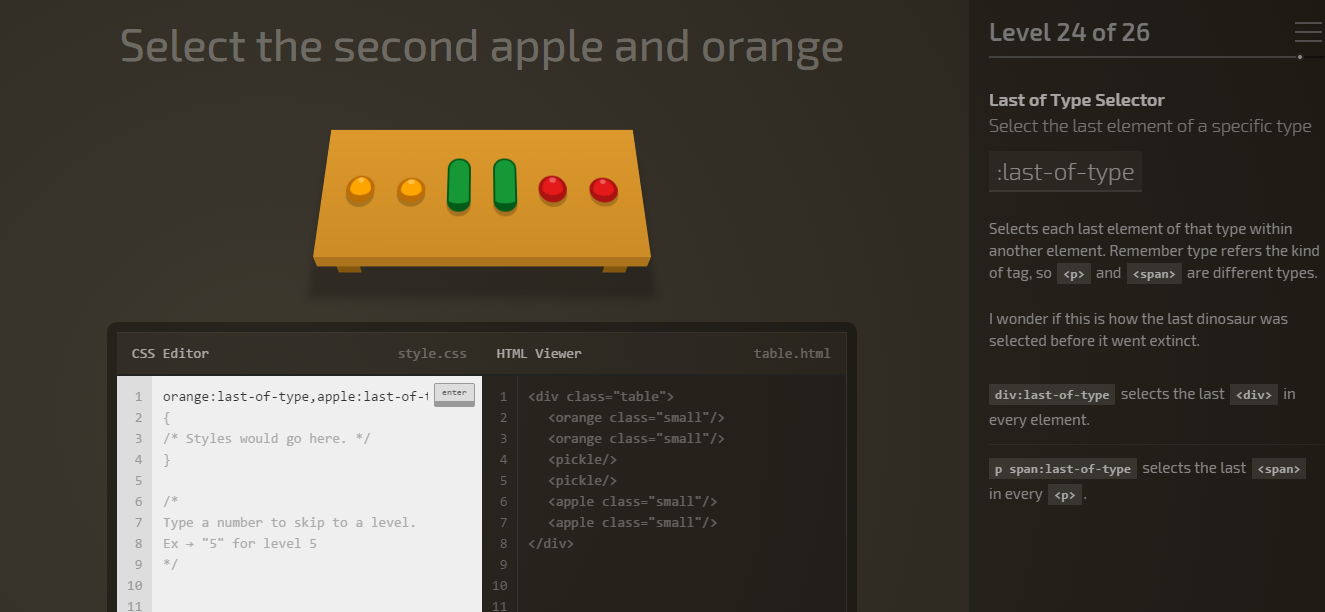 Select the second apple and orange
CSS Editor
style.css
1 orange:last-of-type,apple:last-of-t
enter
2 {
3 /* Styles would go here. */
4 }
5
6 /*
7 Type a number to skip to a level.
8 Ex → "5" for level 5
9 */
10
11
HTML Viewer
table.html
1 <div class="table">
2 <orange class="small"/>
3 <orange class="small"/>
4 <pickle/>
5 <pickle/>
6 <apple class="small"/>
7 <apple class="small"/>
8 </div>
9
10
11
Level 24 of 26
Last of Type Selector
Select the last element of a specific type
:last-of-type
Selects each last element of that type within
another element. Remember type refers the kind
of tag, so <p> and <span> are different types.
I wonder if this is how the last dinosaur was
selected before it went extinct.
div:last-of-type selects the last <div> in
every element.
p span:last-of-type selects the last <span>
in every <p>.